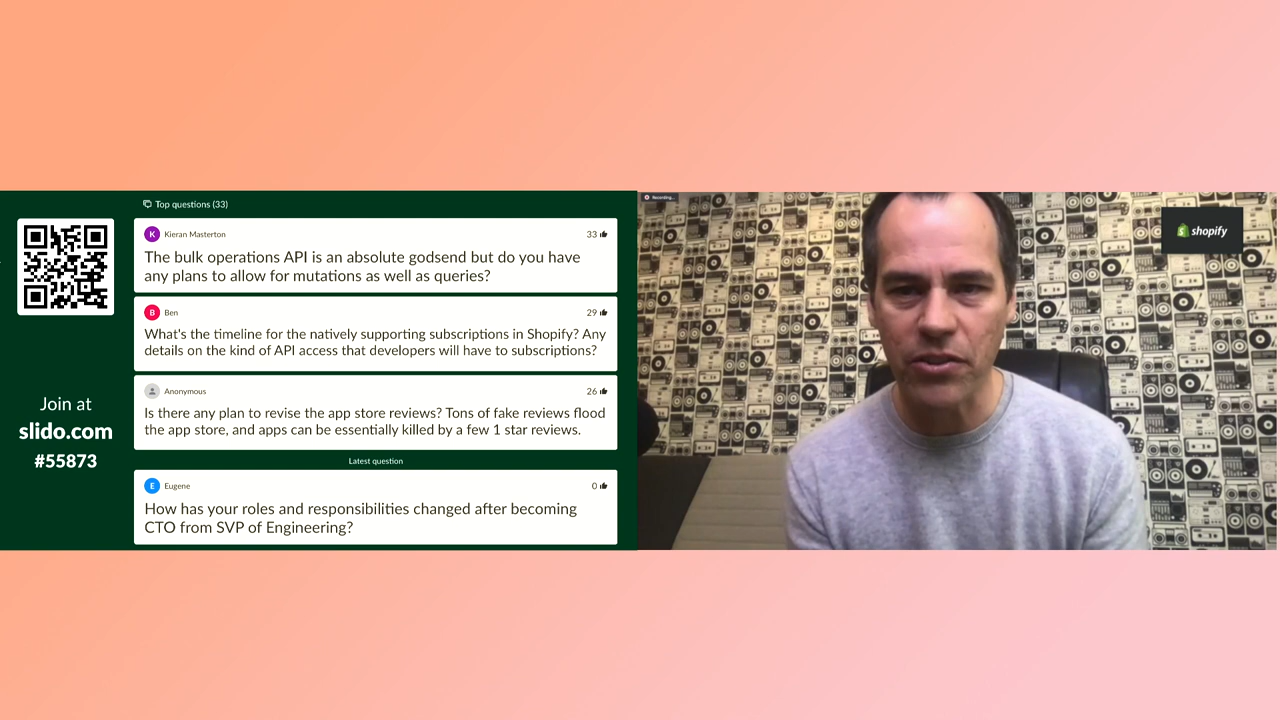 Top questions (33)
K Kieran Masterton 33
The bulk operations API is an absolute godsend but do you have
any plans to allow for mutations as well as queries?
B Ben 29
What's the timeline for the natively supporting subscriptions in Shopify? Any
details on the kind of API access that developers will have to subscriptions?
Anonymous 26
Is there any plan to revise the app store reviews? Tons of fake reviews flood
the app store, and apps can be essentially killed by a few 1 star reviews.
Latest question
E Eugene 0
How has your roles and responsibilities changed after becoming
CTO from SVP of Engineering?
Join at
slido.com
#55873
Recording...
shopify